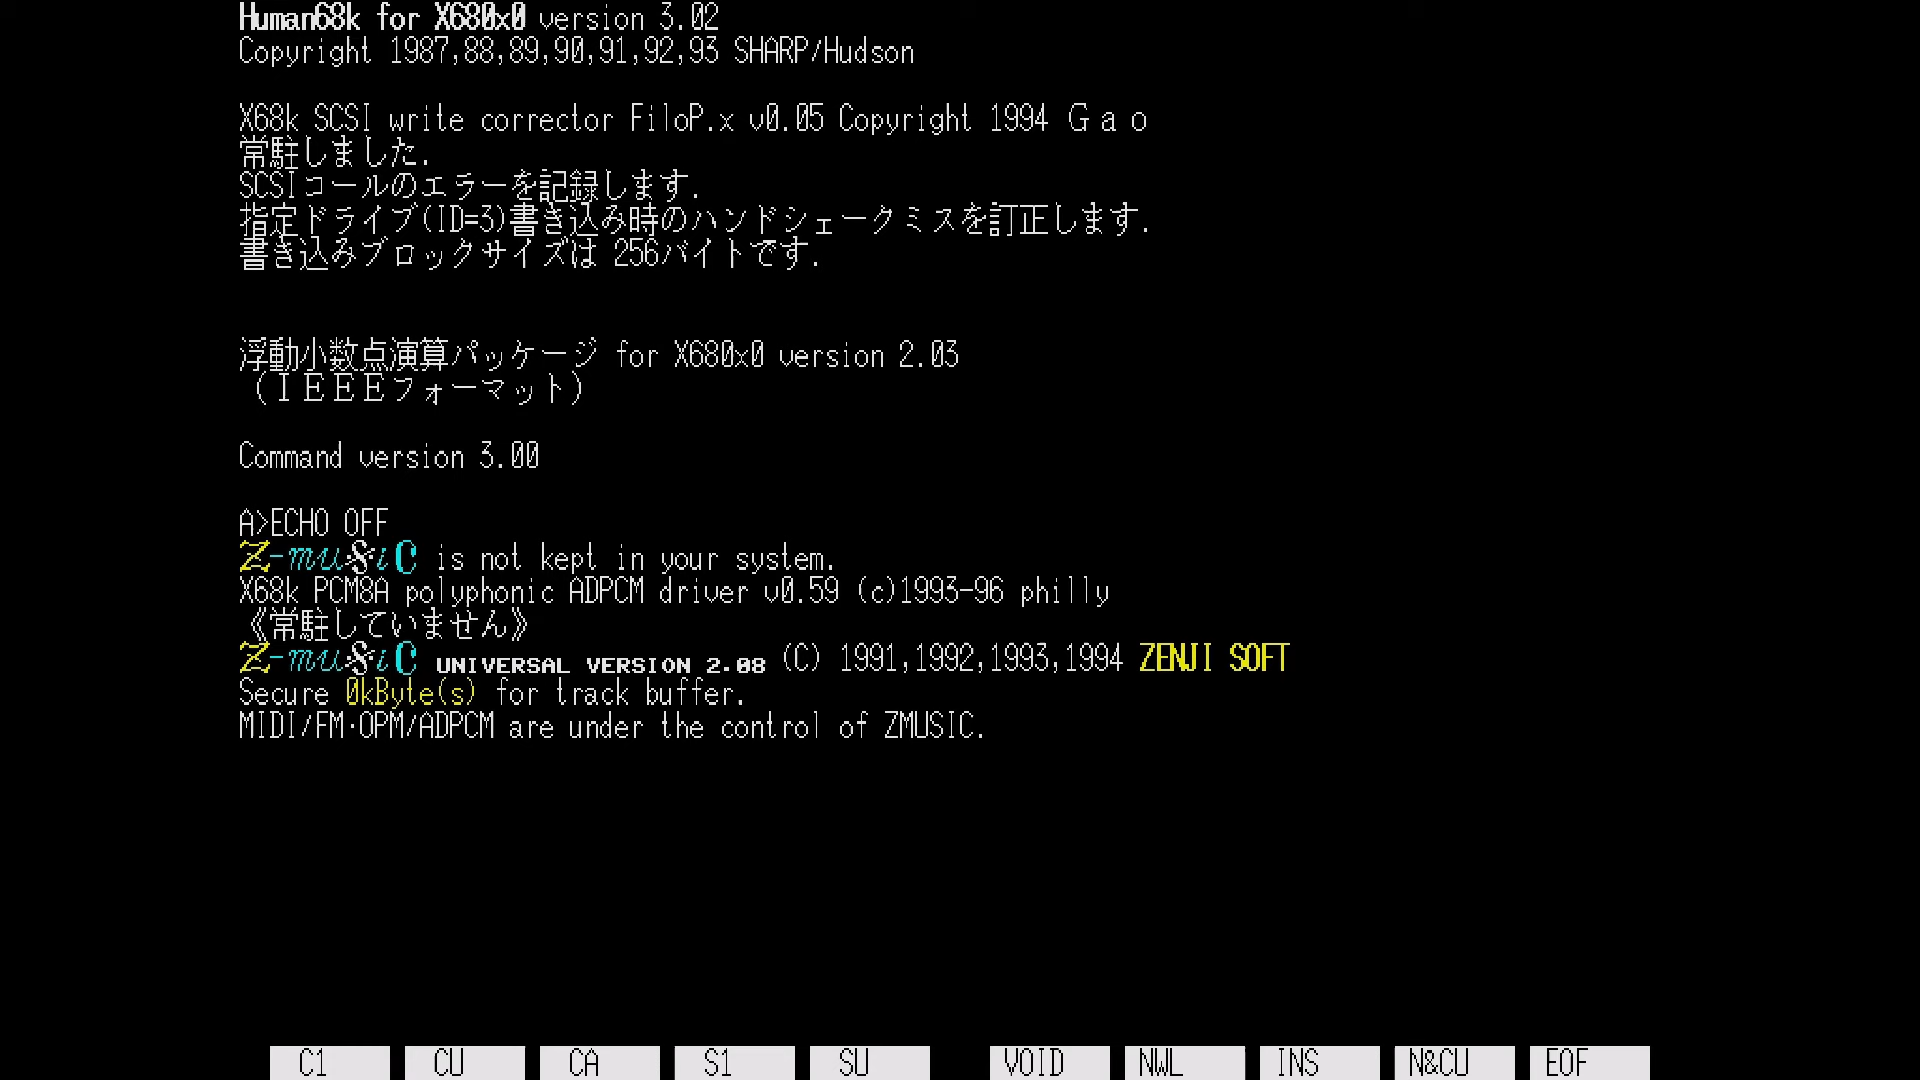 Human68k for X680x0 version 3.02
Copyright 1987,88,89,90,91,92,93 SHARP/Hudson
X68k SCSI write corrector FiloP.x v0.05 Copyright 1994 Ｇａｏ
常駐しました.
SCSIコールのエラーを記録します.
指定ドライブ(ID=3)書き込み時のハンドシェークミスを訂正します.
書き込みブロックサイズは 256バイトです.
浮動小数点演算パッケージ for X680x0 version 2.03
（ＩＥＥＥフォーマット）
Command version 3.00
A>ECHO OFF
Z-muSiC is not kept in your system.
X68k PCM8A polyphonic ADPCM driver v0.59 (c)1993-96 philly
《常駐していません》
Z-muSiC UNIVERSAL VERSION 2.08 (C) 1991,1992,1993,1994 ZENJI SOFT
Secure 0kByte(s) for track buffer.
MIDI/FM·OPM/ADPCM are under the control of ZMUSIC.
C1 CU CA S1 SU VOID NWL INS N&CU EOF